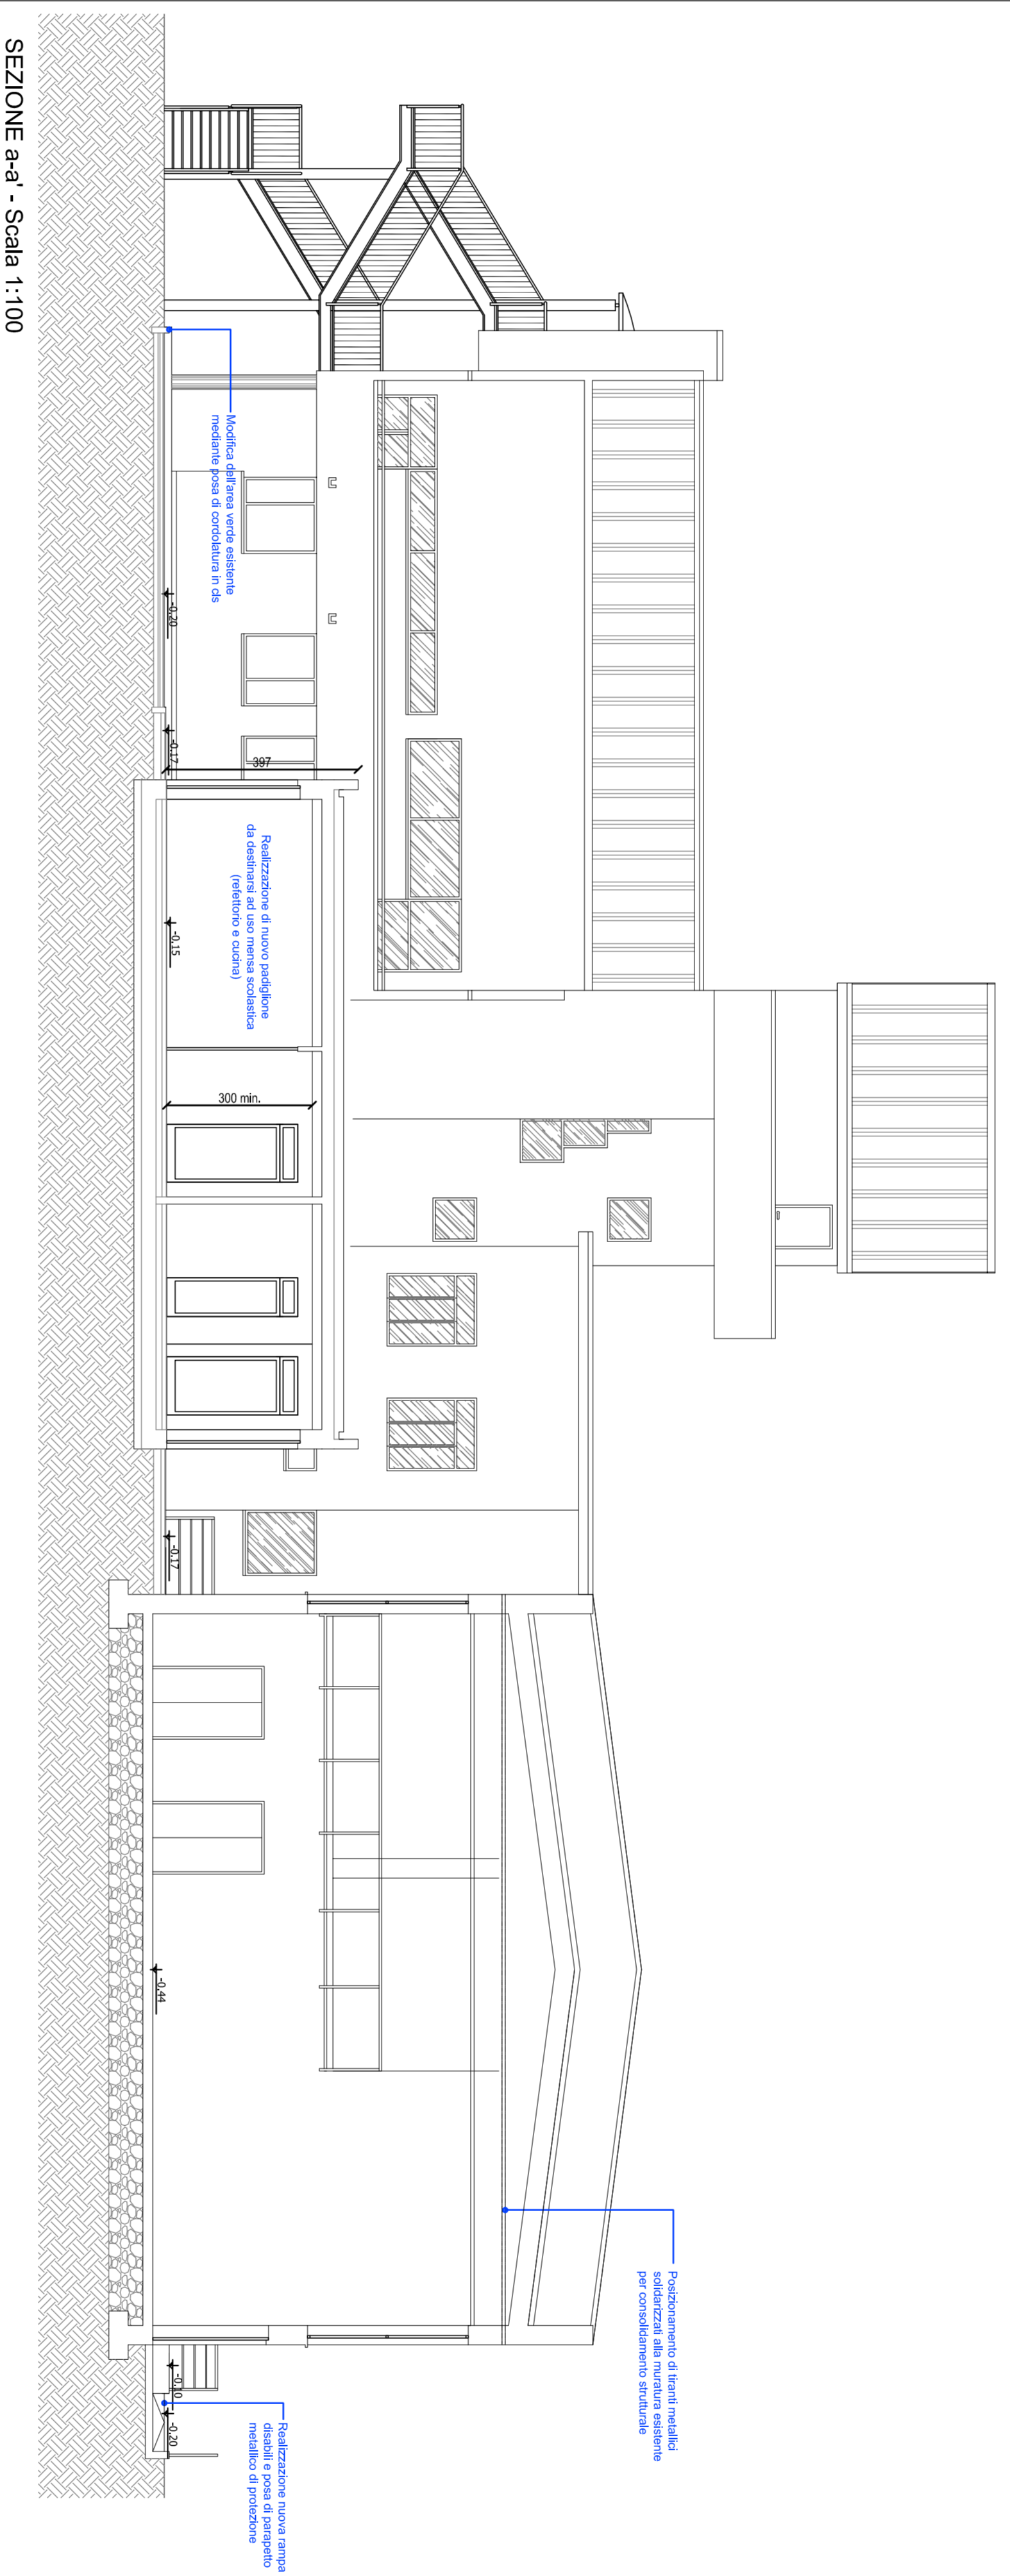 SEZIONE a-a' - Scala 1:100
Modifica dell'area verde esistente
mediante posa di cordolatura in cls
-0.20
-0.17
397
Realizzazione di nuovo padiglione
da destinarsi ad uso mensa scolastica
(refettorio e cucina)
-0.15
300 min.
-0.17
-0.44
Posizionamento di tiranti metallici
solidarizzati alla muratura esistente
per consolidamento strutturale
-0.10
-0.20
Realizzazione nuova rampa
disabili e posa di parapetto
metallico di protezione